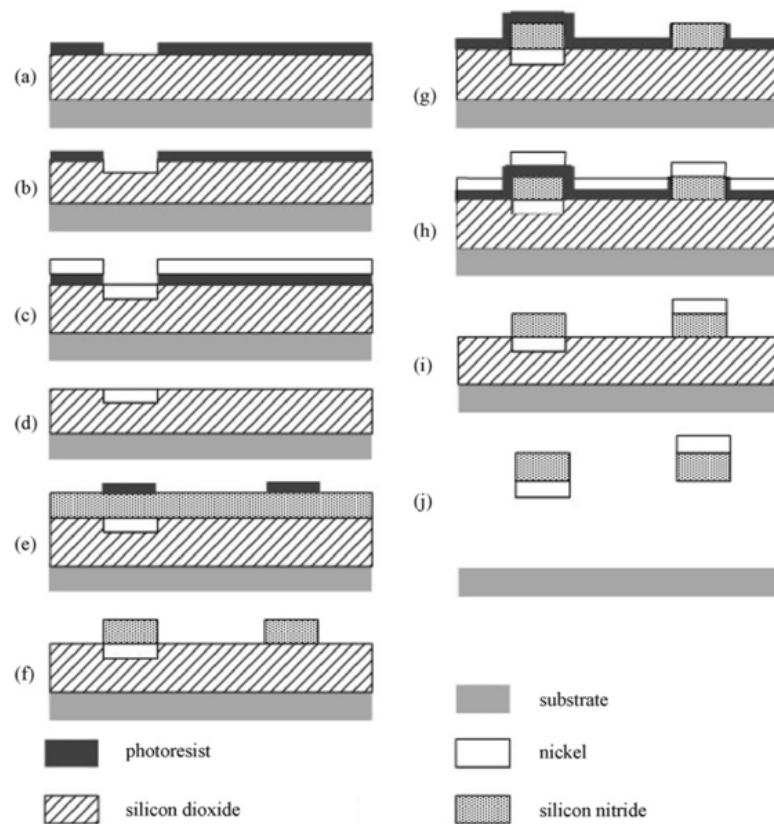 (a)
(b)
(c)
(d)
(e)
(f)
(g)
(h)
(i)
(j)
photoresist
silicon dioxide
substrate
nickel
silicon nitride